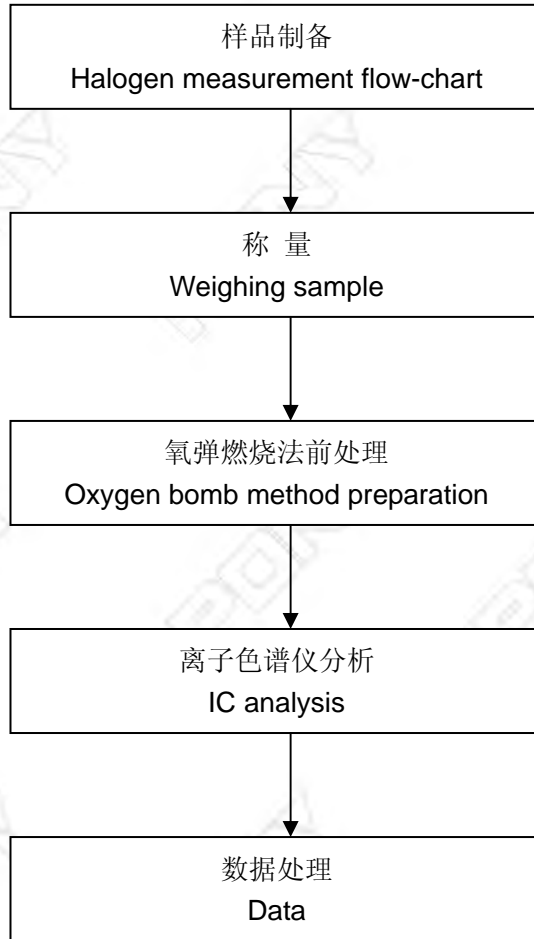 样品制备
Halogen measurement flow-chart
称 量
Weighing sample
氧弹燃烧法前处理
Oxygen bomb method preparation
离子色谱仪分析
IC analysis
数据处理
Data